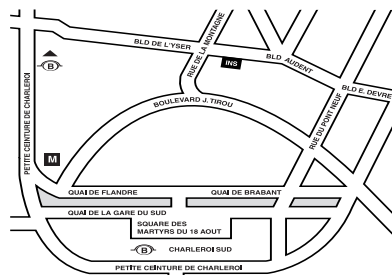 BLD DE L'YSER
RUE DE LA MONTAGNE
B
INS
BLD AUDENT
BLD E. DEVRE
PETITE CEINTURE DE CHARLEROI
BOULEVARD J. TIROU
RUE DU PONT NEUF
M
QUAI DE FLANDRE
QUAI DE BRABANT
QUAI DE LA GARE DU SUD
SQUARE DES
MARTYRS DU 18 AOUT
B CHARLEROI SUD
PETITE CEINTURE DE CHARLEROI